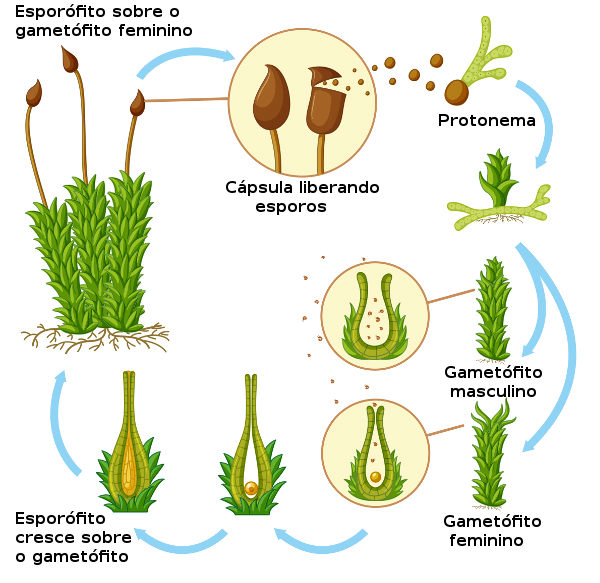 Esporófito sobre o
gametófito feminino
Cápsula liberando
esporos
Protonema
Gametófito
masculino
Gametófito
feminino
Esporófito
cresce sobre
o gametófito